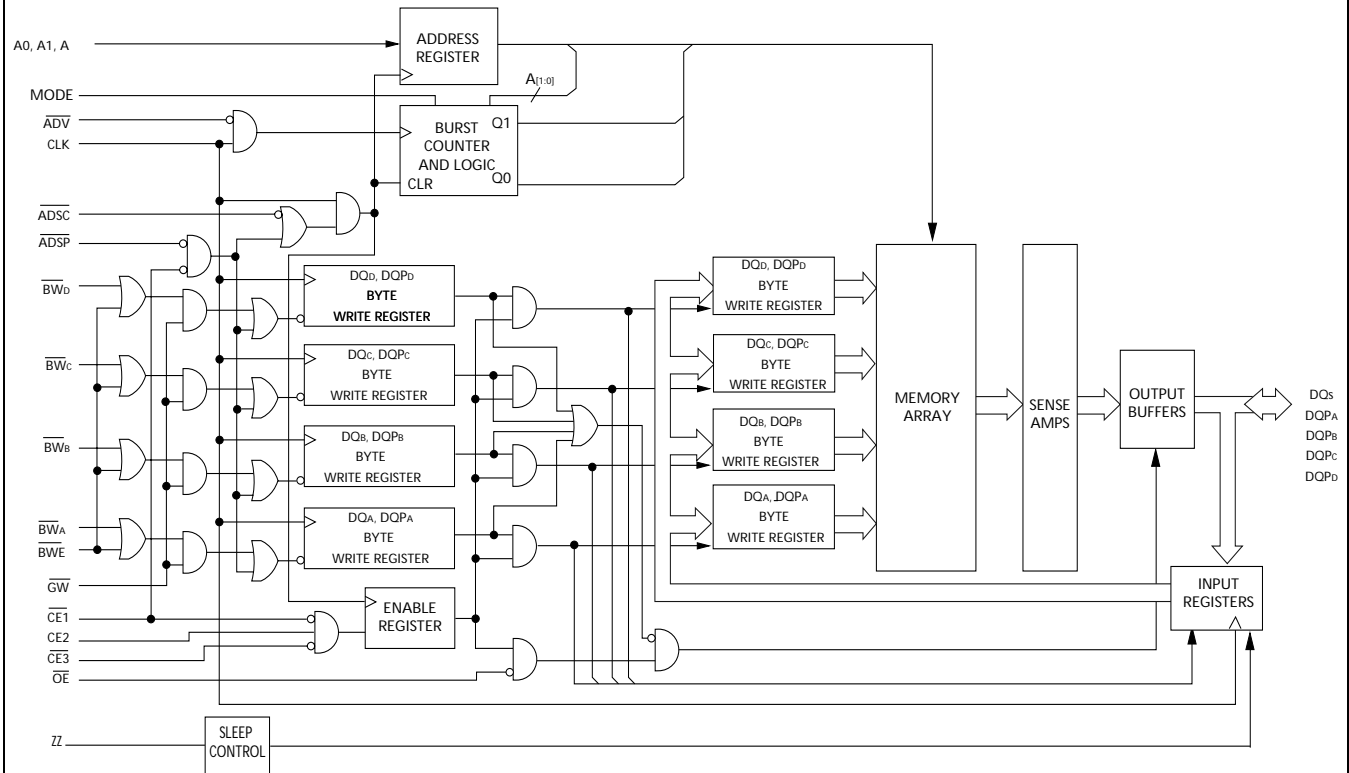 A0, A1, A
ADDRESS
REGISTER
A[1:0]
MODE
ADV
CLK
BURST
COUNTER
AND LOGIC
Q1
CLR
Q0
ADSC
ADSP
BWD
DQD, DQPD
BYTE
WRITE REGISTER
DQD, DQPD
BYTE
WRITE REGISTER
BWC
DQC, DQPC
BYTE
WRITE REGISTER
DQC, DQPC
BYTE
WRITE REGISTER
BWB
DQB, DQPB
BYTE
WRITE REGISTER
DQB, DQPB
BYTE
WRITE REGISTER
BWA
BWE
DQA, DQPA
BYTE
WRITE REGISTER
DQA, DQPA
BYTE
WRITE REGISTER
MEMORY
ARRAY
SENSE
AMPS
OUTPUT
BUFFERS
DQs
DQPA
DQPB
DQPC
DQPD
GW
CE1
CE2
CE3
OE
ENABLE
REGISTER
INPUT
REGISTERS
ZZ
SLEEP
CONTROL